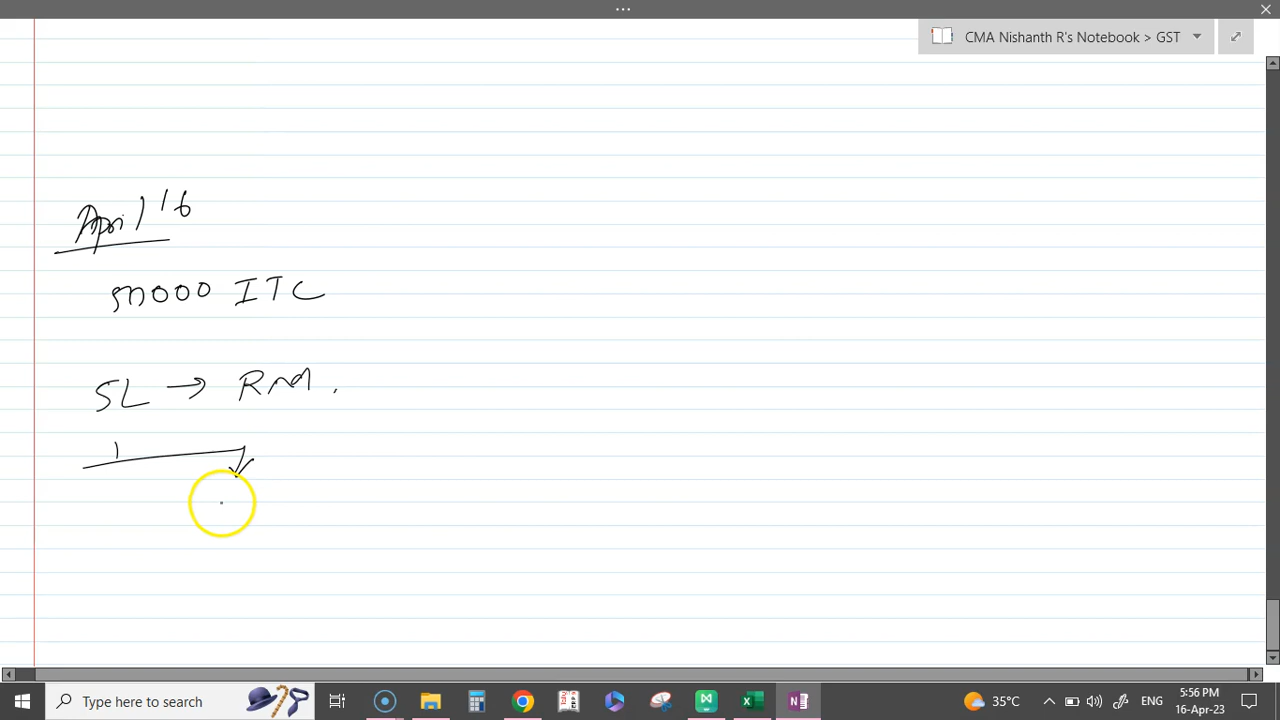 CMA Nishanth R's Notebook > GST
April 16
50000 ITC
SL → RM.
Type here to search
35°C
ENG
5:56 PM
16-Apr-23